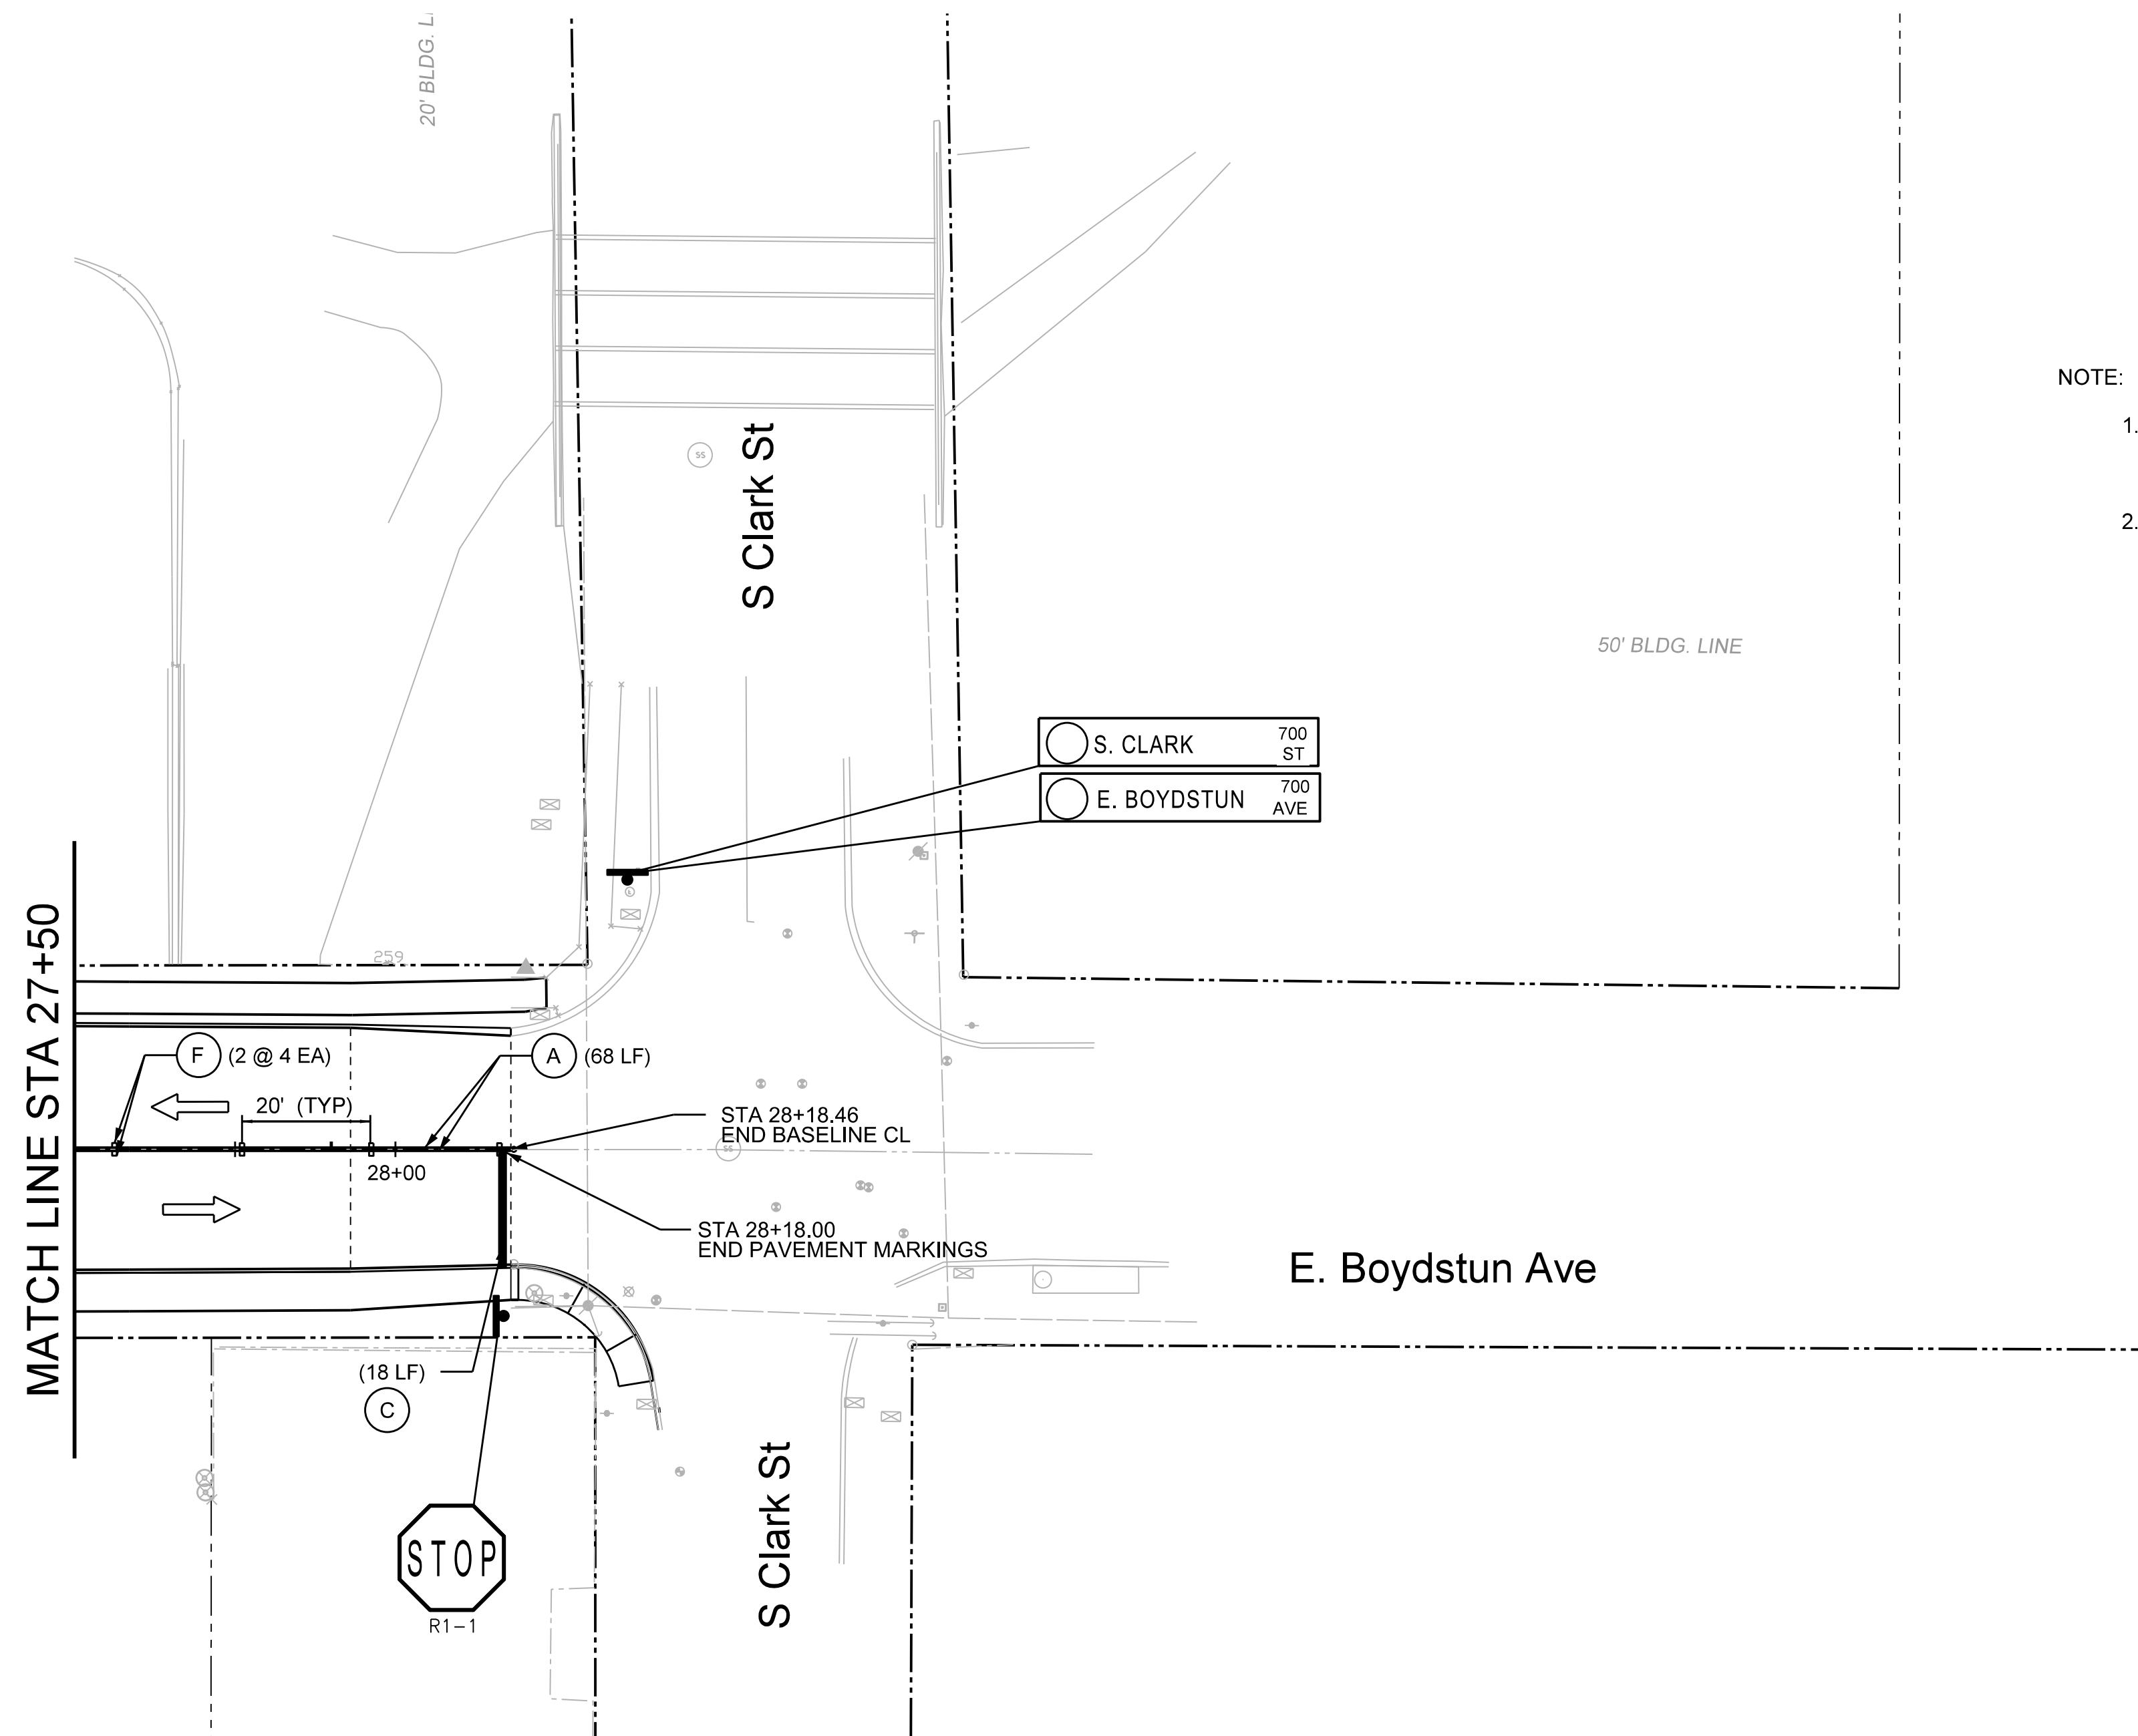 20' BLDG.
NOTE:
1.
2.
S Clark St
50' BLDG. LINE
S. CLARK 700 ST
E. BOYDSTUN 700 AVE
MATCH LINE STA 27+50
259
F (2 @ 4 EA)
A (68 LF)
20' (TYP)
28+00
STA 28+18.46
END BASELINE CL
SS
SS
STA 28+18.00
END PAVEMENT MARKINGS
E. Boydstun Ave
(18 LF)
C
S Clark St
STOP
R1-1